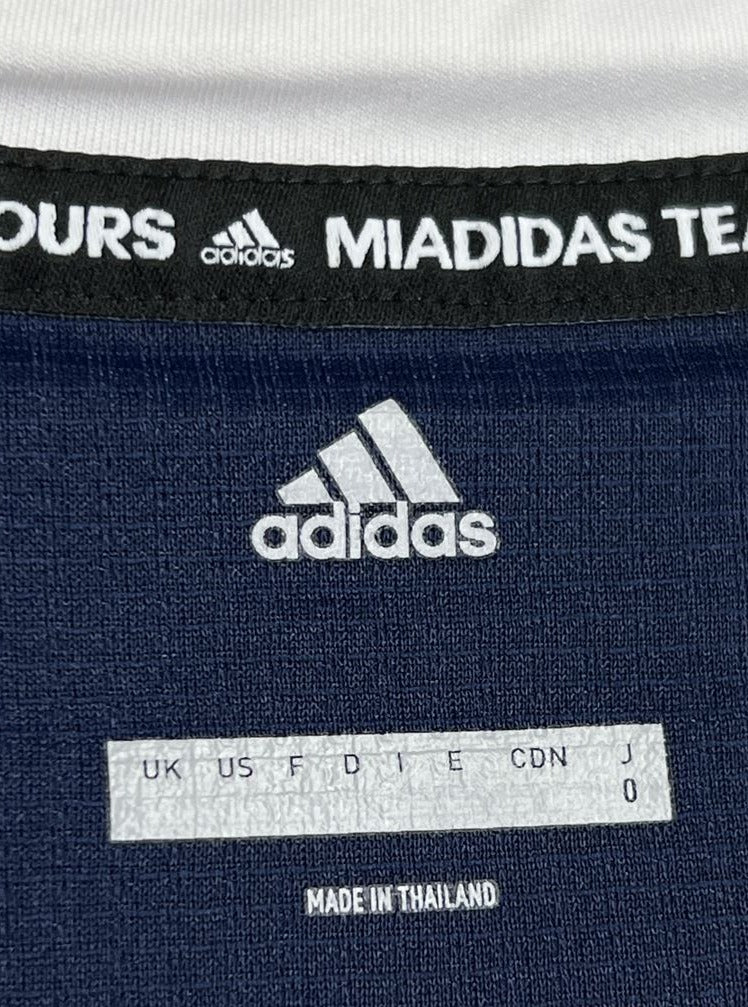 OURS adidas MIADIDAS TEA
adidas
UK US F D I E CDN J
0
MADE IN THAILAND